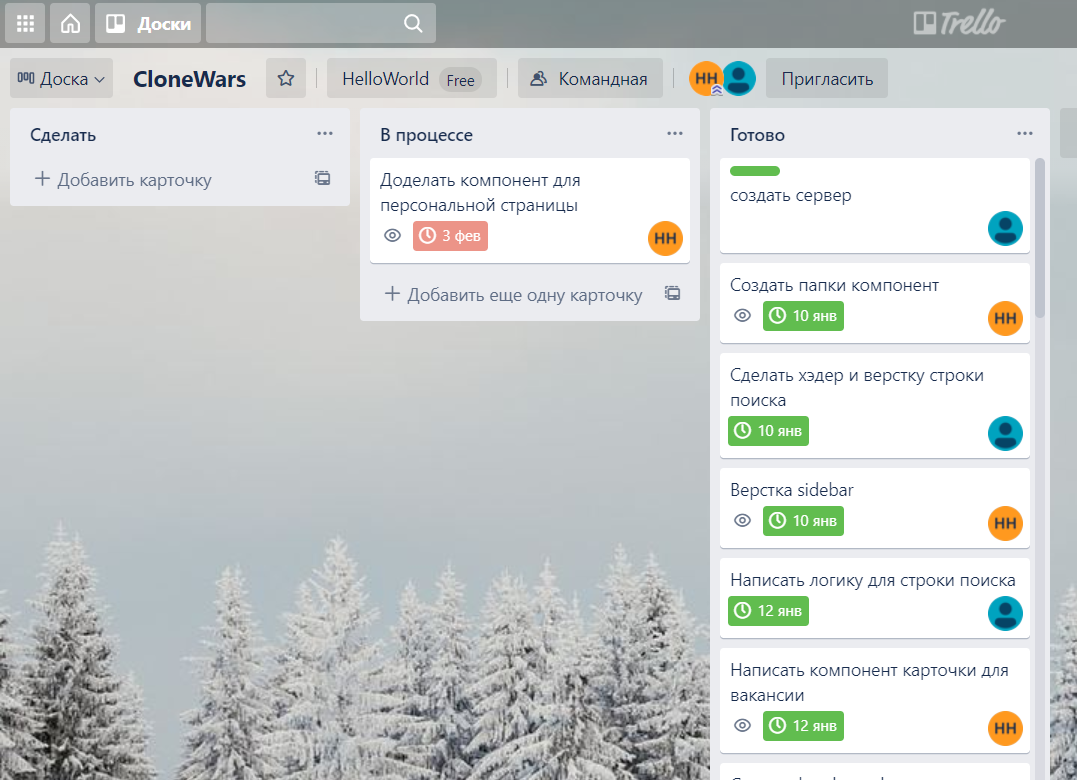 Доски
Trello
Доска
CloneWars
HelloWorld Free
Командная
НН
Пригласить
Сделать
Добавить карточку
В процессе
Доделать компонент для
персональной страницы
3 фев
НН
Добавить еще одну карточку
Готово
создать сервер
Создать папки компонент
10 янв
НН
Сделать хэдер и верстку строки
поиска
10 янв
Верстка sidebar
10 янв
НН
Написать логику для строки поиска
12 янв
Написать компонент карточки для
вакансии
12 янв
НН